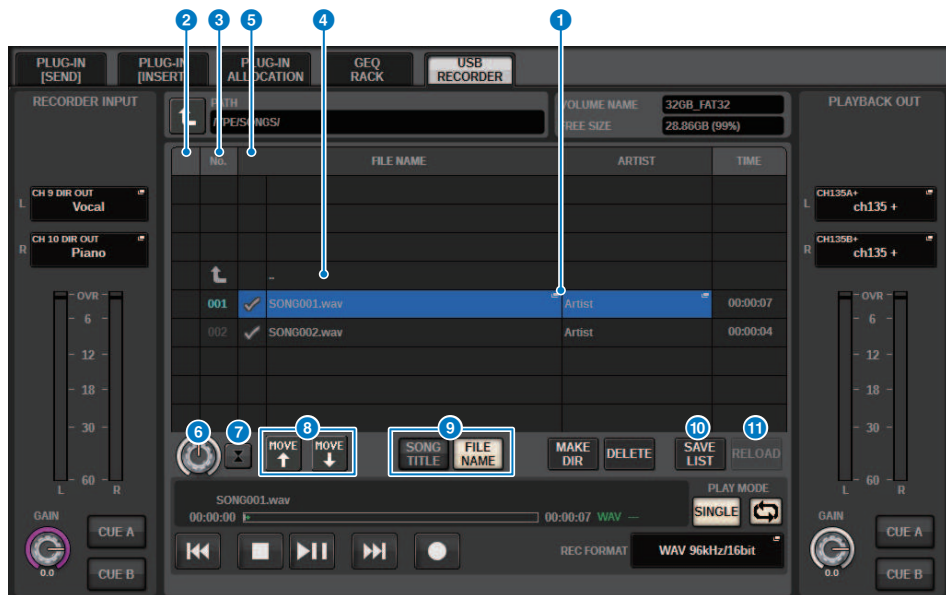 2 3 5 4 1
PLUG-IN [SEND]
PLUG-IN [INSERT
PLUG-IN ALLOCATION
GEQ RACK
USB RECORDER
RECORDER INPUT
PATH
VOLUME NAME 32GB_FAT32
FREE SIZE 28.86GB (99%)
PLAYBACK OUT
No. FILE NAME ARTIST TIME
L CH 9 DIR OUT
Vocal
R CH 10 DIR OUT
Piano
L CH135A+
ch135 +
R CH135B+
ch135 +
-
001 SONG001.wav Artist 00:00:07
002 SONG002.wav Artist 00:00:04
OVR
6
12
18
30
60
L R
OVR
6
12
18
30
60
L R
6 7 8 9 10 11
MOVE MOVE
SONG TITLE
FILE NAME
MAKE DIR
DELETE
SAVE LIST
RELOAD
SONG001.wav
00:00:00 00:00:07 WAV ---
PLAY MODE
SINGLE
GAIN
0.0
CUE A
CUE B
REC FORMAT WAV 96kHz/16bit
GAIN
0.0
CUE A
CUE B